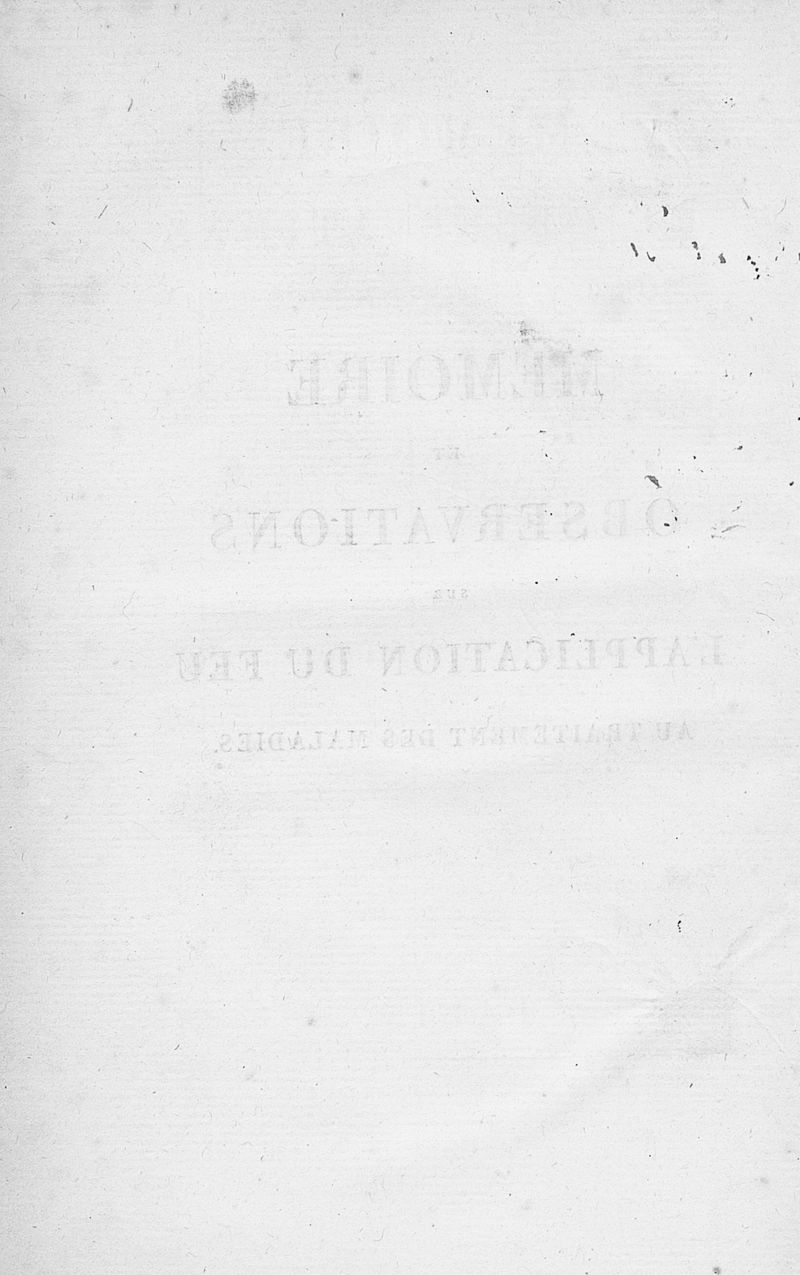 MÉMOIRE
ET
OBSERVATIONS
SUR
L'APPLICATION DU FEU
AU TRAITEMENT DES MALADIES.